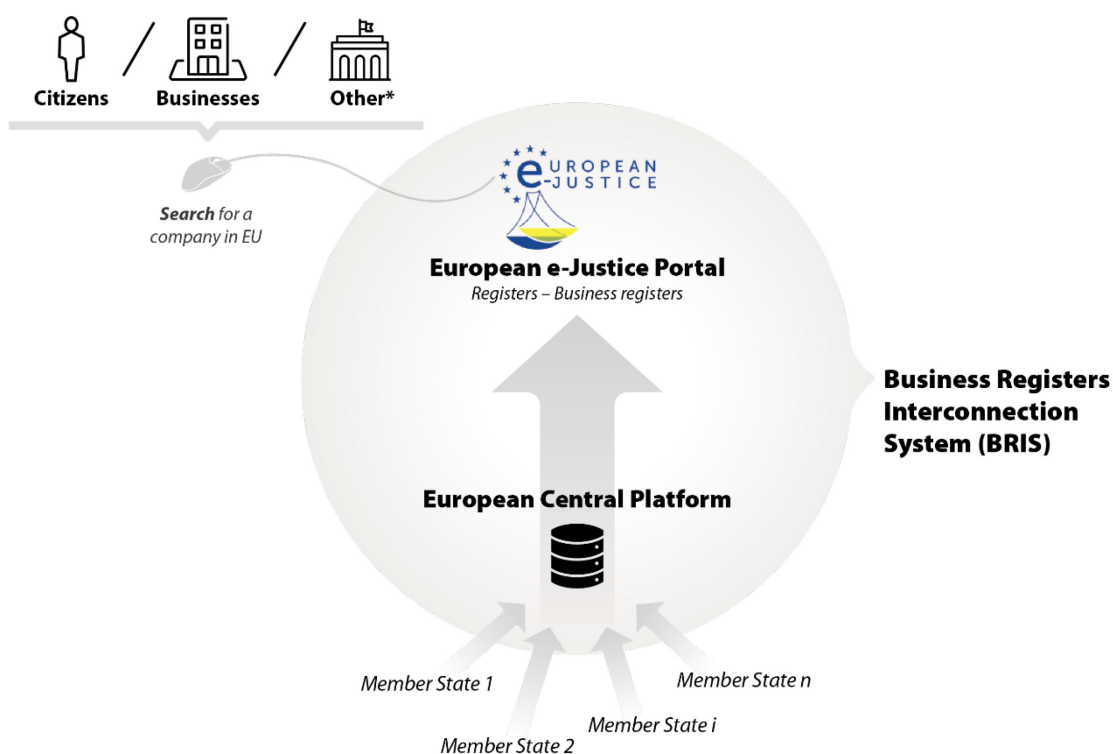 Citizens
Businesses
Other*
Search for a
company in EU
eUROPEAN
e-JUSTICE
European e-Justice Portal
Registers – Business registers
Business Registers
Interconnection
System (BRIS)
European Central Platform
Member State 1
Member State n
Member State i
Member State 2